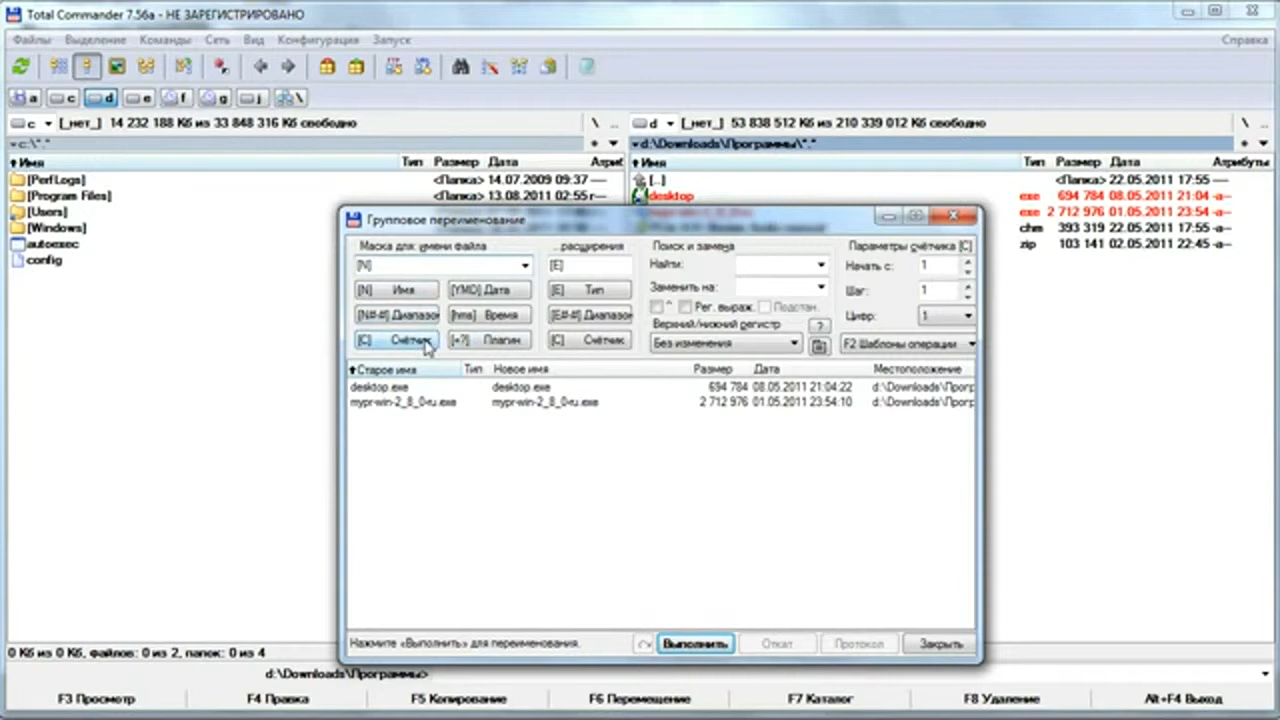 Total Commander 7.56a - НЕ ЗАРЕГИСТРИРОВАНО
Файлы Выделение Команды Сеть Вид Конфигурация Запуск Справка
a c d e f g j \
c [_нет_] 14 232 188 Кб из 33 848 316 Кб свободно \ ..
d [_нет_] 53 838 512 Кб из 210 339 012 Кб свободно \ ..
c:\*.*
d:\Downloads\Программы\*.*
Имя Тип Размер Дата Атриб
Имя Тип Размер Дата Атрибуты
[PerfLogs] <Папка> 14.07.2009 09:37 ----
[..] <Папка> 22.05.2011 17:55 ----
[Program Files] <Папка> 13.08.2011 02:55 r---
desktop exe 694 784 08.05.2011 21:04 -a--
[Users]
exe 2 712 976 01.05.2011 23:54 -a--
[Windows]
chm 393 319 22.05.2011 17:55 -a--
autoexec
zip 103 141 02.05.2011 22:45 -a--
config
Групповое переименование
Маска для имени файла ...расширения Поиск и замена Параметры счётчика [C]
[N] [E] Найти: Начать с: 1
[N] Имя [YMD] Дата [E] Тип Заменить на: Шаг: 1
[N#-#] Диапазон [hms] Время [E#-#] Диапазон ^ Рег. выраж. Подстан. Цифр: 1
Верхний/нижний регистр ?
[C] Счётчик [=?] Плагин [C] Счётчик Без изменения F2 Шаблоны операции
Старое имя Тип Новое имя Размер Дата Местоположение
desktop.exe desktop.exe 694 784 08.05.2011 21:04:22 d:\Downloads\Прогр
mypr-win-2_8_0-ru.exe mypr-win-2_8_0-ru.exe 2 712 976 01.05.2011 23:54:10 d:\Downloads\Прогр
Нажмите «Выполнить» для переименования. Выполнить Откат Протокол Закрыть
0 Кб из 0 Кб, файлов: 0 из 2, папок: 0 из 4
d:\Downloads\Программы>
F3 Просмотр F4 Правка F5 Копирование F6 Перемещение F7 Каталог F8 Удаление Alt+F4 Выход